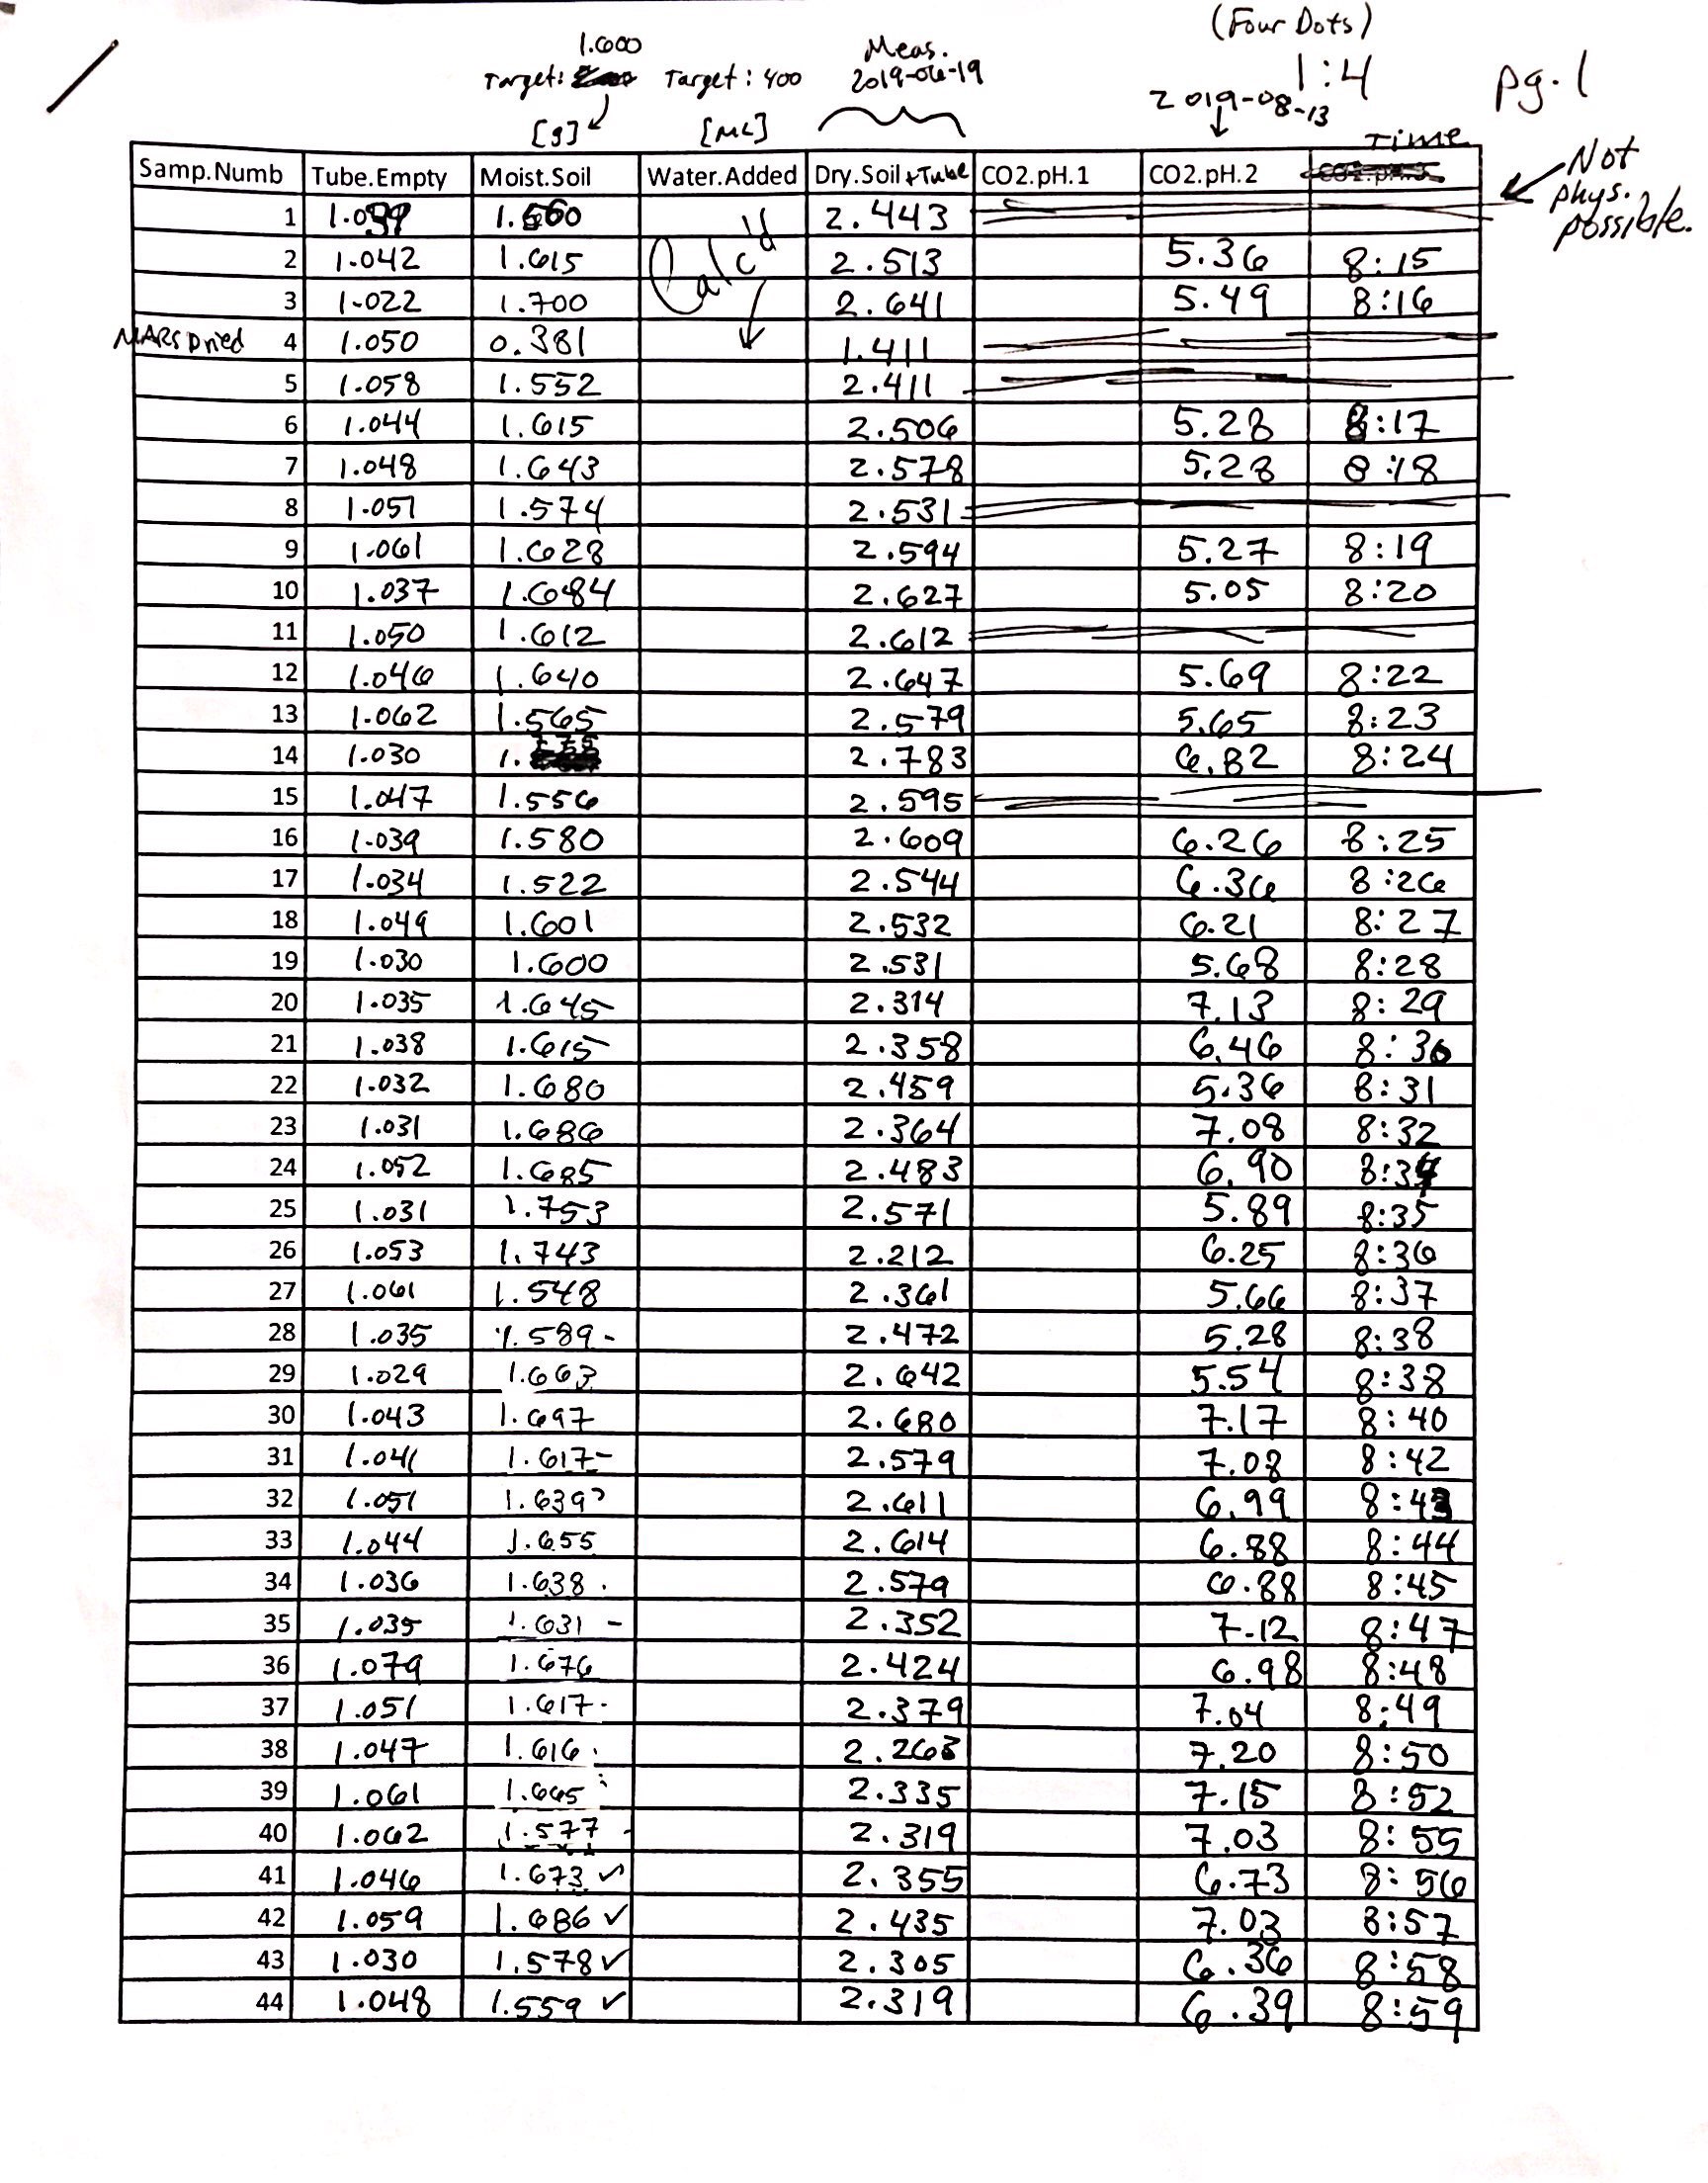 (Four Dots)
1.600 Meas. 1:4
Target: Target: 400 2019-06-19 2019-08-13 pg. 1
[g] [mL] Time
Samp.Numb Tube.Empty Moist.Soil Water.Added Dry.Soil + Tube CO2.pH.1 CO2.pH.2
Not phys. possible.
1 2.443
2 1.042 1.615 Calc'd 2.513 5.36 8:15
3 1.022 1.700 2.641 5.49 8:16
MARS Dried 4 1.050 0.381 1.411
5 1.058 1.552 2.411
6 1.044 1.615 2.506 5.28 8:17
7 1.048 1.643 2.578 5.28 8:18
8 1.051 1.574 2.531
9 1.061 1.628 2.594 5.27 8:19
10 1.037 1.684 2.627 5.05 8:20
11 1.050 1.612 2.612
12 1.046 1.640 2.647 5.69 8:22
13 1.062 1.565 2.579 5.65 8:23
14 1.030 2.783 6.82 8:24
15 1.047 1.556 2.595
16 1.039 1.580 2.609 6.26 8:25
17 1.034 1.522 2.544 6.36 8:26
18 1.049 1.601 2.532 6.21 8:27
19 1.030 1.600 2.531 5.68 8:28
20 1.035 1.645 2.314 7.13 8:29
21 1.038 1.615 2.358 6.46 8:30
22 1.032 1.680 2.459 5.36 8:31
23 1.031 1.686 2.364 7.08 8:32
24 1.052 1.685 2.483 6.90 8:34
25 1.031 1.753 2.571 5.89 8:35
26 1.053 1.743 2.212 6.25 8:36
27 1.061 1.548 2.361 5.66 8:37
28 1.035 1.589 - 2.472 5.28 8:38
29 1.029 1.663 2.642 5.54 8:38
30 1.043 1.697 2.680 7.17 8:40
31 1.041 1.617 - 2.579 7.08 8:42
32 1.051 1.639 2.611 6.99 8:43
33 1.044 1.655 2.614 6.88 8:44
34 1.036 1.638 . 2.579 6.88 8:45
35 1.035 1.631 - 2.352 7.12 8:47
36 1.079 1.676 2.424 6.98 8:48
37 1.051 1.617 . 2.379 7.04 8:49
38 1.047 1.616 . 2.263 7.20 8:50
39 1.061 1.665 2.335 7.15 8:52
40 1.062 1.577 - 2.319 7.03 8:55
41 1.046 1.673 ✓ 2.355 6.73 8:56
42 1.059 1.686 ✓ 2.435 7.03 8:57
43 1.030 1.578 ✓ 2.305 6.36 8:58
44 1.048 1.559 ✓ 2.319 6.39 8:59